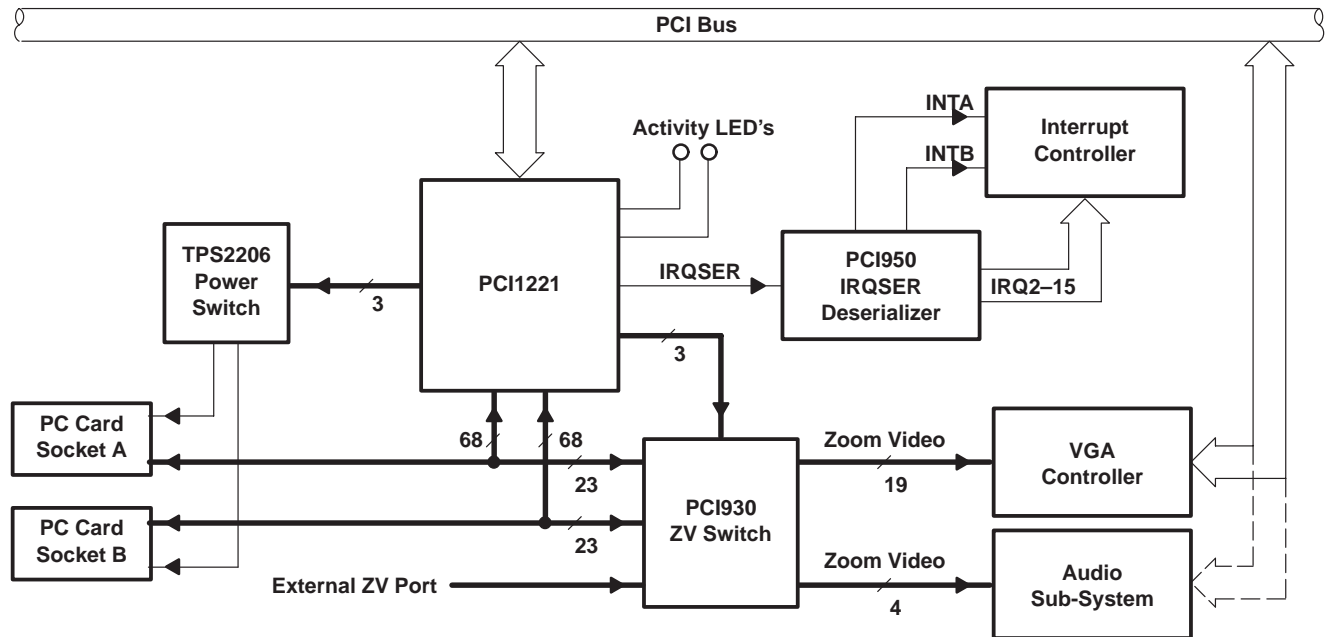 PCI Bus
Activity LED's
INTA
INTB
Interrupt
Controller
TPS2206
Power
Switch
3
PCI1221
IRQSER
PCI950
IRQSER
Deserializer
IRQ2–15
3
PC Card
Socket A
68
68
23
Zoom Video
19
VGA
Controller
PCI930
ZV Switch
PC Card
Socket B
23
External ZV Port
Zoom Video
4
Audio
Sub-System